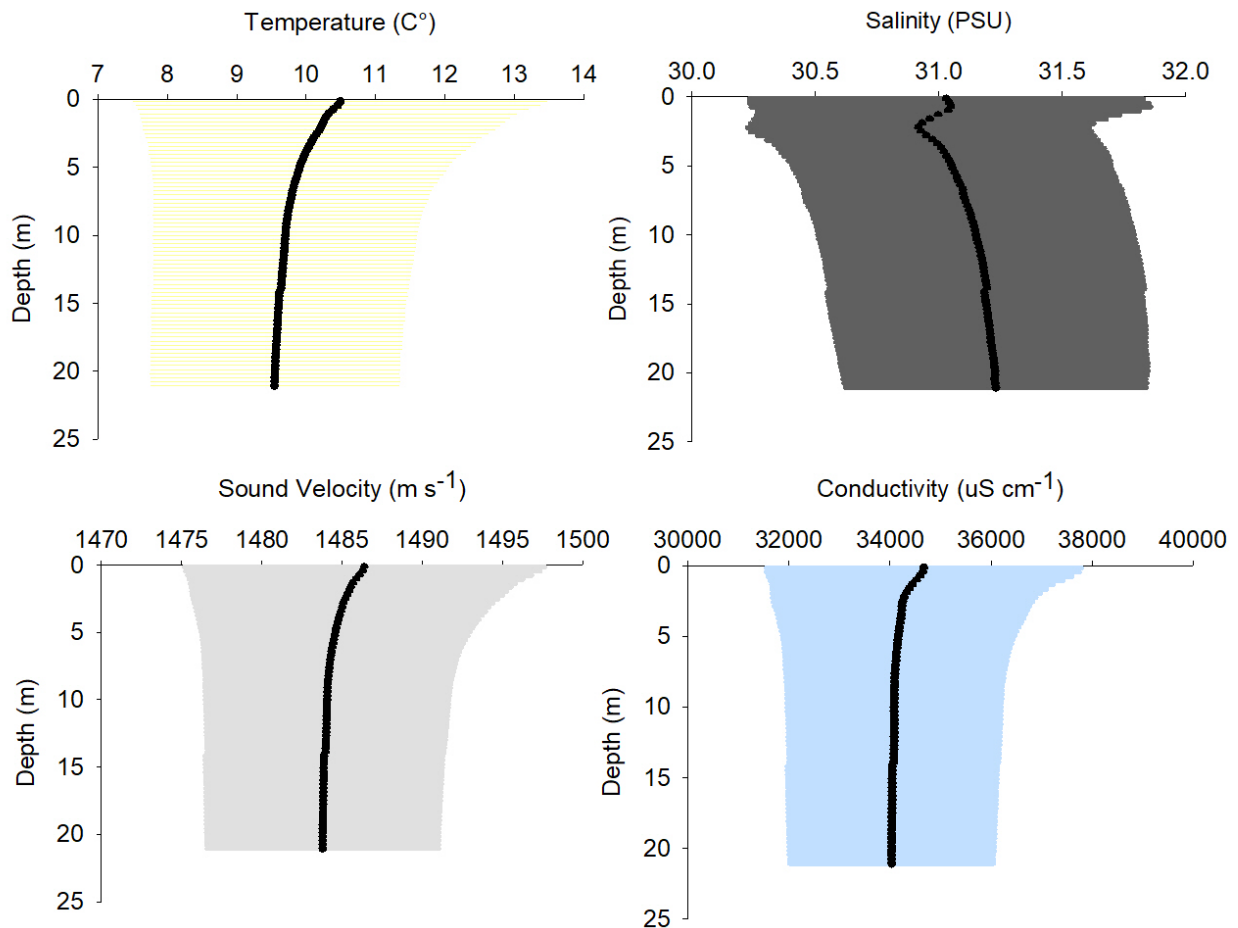 Temperature (C°)
7 8 9 10 11 12 13 14
0
5
10
15
20
25
Depth (m)
Salinity (PSU)
30.0 30.5 31.0 31.5 32.0
0
5
10
15
20
25
Depth (m)
Sound Velocity (m s-1)
1470 1475 1480 1485 1490 1495 1500
0
5
10
15
20
25
Depth (m)
Conductivity (uS cm-1)
30000 32000 34000 36000 38000 40000
0
5
10
15
20
25
Depth (m)